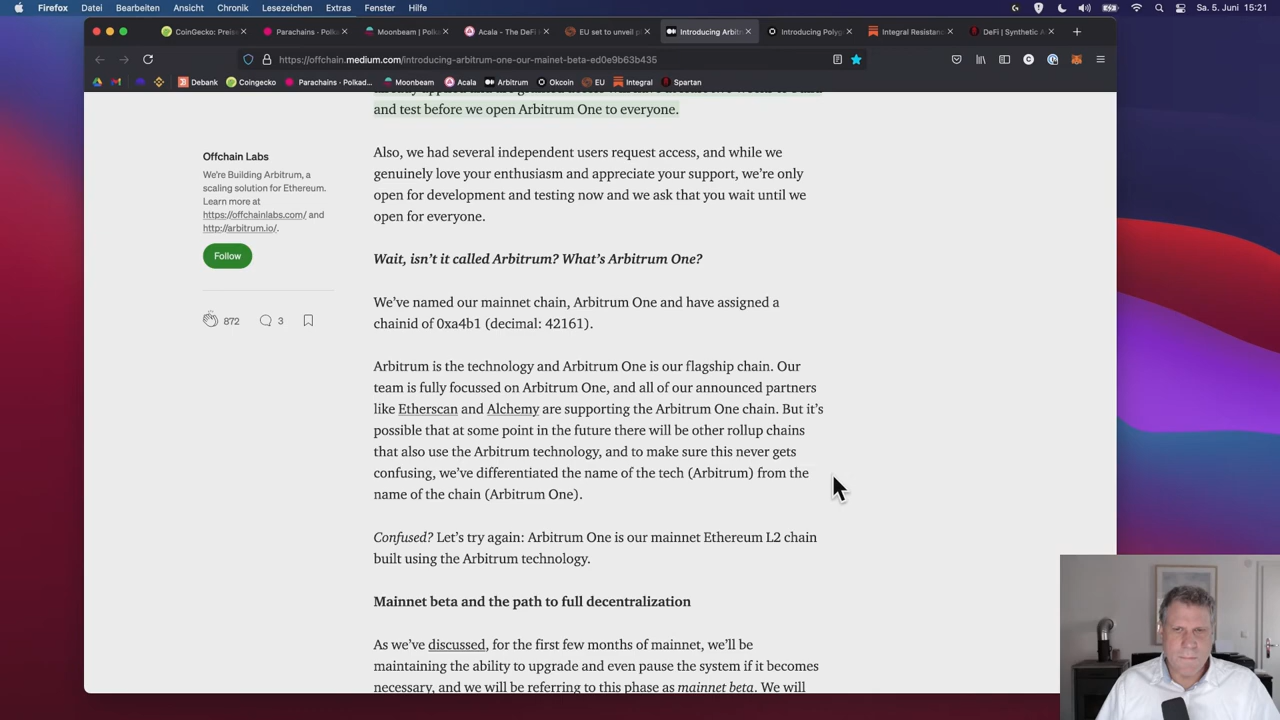 Firefox Datei Bearbeiten Ansicht Chronik Lesezeichen Extras Fenster Hilfe Sa. 5. Juni 15:21
CoinGecko: Preise Parachains · Polka Moonbeam | Polka Acala - The DeFi EU set to unveil p Introducing Arbitr Introducing Polyg Integral Resistanc DeFi | Synthetic A
https://offchain.medium.com/introducing-arbitrum-one-our-mainet-beta-ed0e9b63b435
Debank Coingecko Parachains · Polkad... Moonbeam Acala Arbitrum Okcoin EU Integral Spartan
and test before we open Arbitrum One to everyone.
Offchain Labs
We're Building Arbitrum, a
scaling solution for Ethereum.
Learn more at
https://offchainlabs.com/ and
http://arbitrum.io/.
Follow
872 3
Also, we had several independent users request access, and while we
genuinely love your enthusiasm and appreciate your support, we're only
open for development and testing now and we ask that you wait until we
open for everyone.
Wait, isn't it called Arbitrum? What's Arbitrum One?
We've named our mainnet chain, Arbitrum One and have assigned a
chainid of 0xa4b1 (decimal: 42161).
Arbitrum is the technology and Arbitrum One is our flagship chain. Our
team is fully focussed on Arbitrum One, and all of our announced partners
like Etherscan and Alchemy are supporting the Arbitrum One chain. But it's
possible that at some point in the future there will be other rollup chains
that also use the Arbitrum technology, and to make sure this never gets
confusing, we've differentiated the name of the tech (Arbitrum) from the
name of the chain (Arbitrum One).
Confused? Let's try again: Arbitrum One is our mainnet Ethereum L2 chain
built using the Arbitrum technology.
Mainnet beta and the path to full decentralization
As we've discussed, for the first few months of mainnet, we'll be
maintaining the ability to upgrade and even pause the system if it becomes
necessary, and we will be referring to this phase as mainnet beta. We will